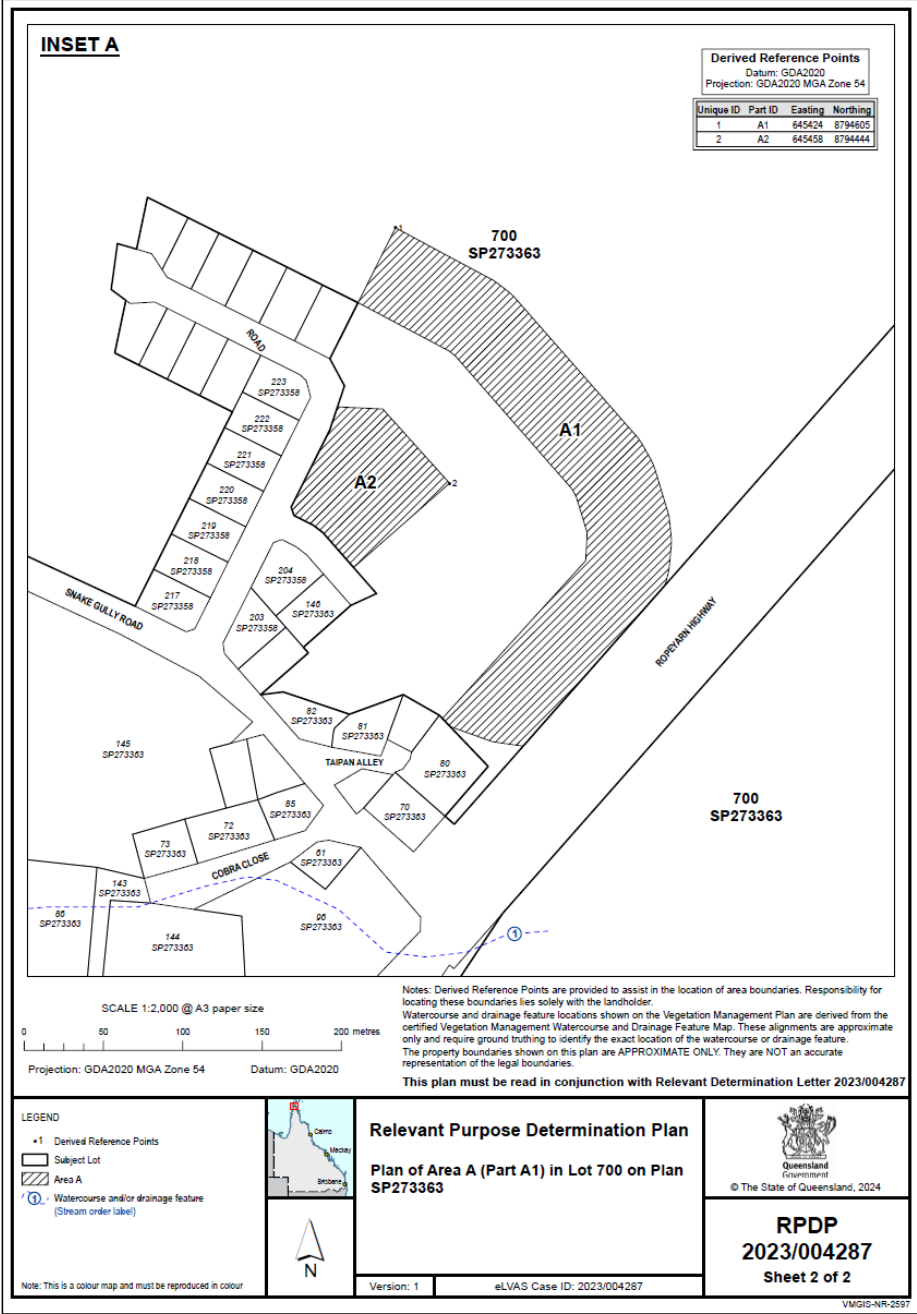 INSET A
Derived Reference Points
Datum: GDA2020
Projection: GDA2020 MGA Zone 54
Unique ID Part ID Easting Northing
1 A1 645424 8794605
2 A2 645458 8794444
1
700
SP273363
ROAD
223
SP273358
222
SP273358
221
SP273358
220
SP273358
219
SP273358
218
SP273358
217
SP273358
A1
A2
2
204
SP273358
146
SP273363
203
SP273358
SNAKE GULLY ROAD
ROPEYARN HIGHWAY
82
SP273363
81
SP273363
145
SP273363
TAIPAN ALLEY
80
SP273363
85
SP273363
70
SP273363
700
SP273363
72
SP273363
73
SP273363
COBRA CLOSE
61
SP273363
143
SP273363
86
SP273363
96
SP273363
144
SP273363
1
SCALE 1:2,000 @ A3 paper size
0 50 100 150 200 metres
Projection: GDA2020 MGA Zone 54 Datum: GDA2020
Notes: Derived Reference Points are provided to assist in the location of area boundaries. Responsibility for
locating these boundaries lies solely with the landholder.
Watercourse and drainage feature locations shown on the Vegetation Management Plan are derived from the
certified Vegetation Management Watercourse and Drainage Feature Map. These alignments are approximate
only and require ground truthing to identify the exact location of the watercourse or drainage feature.
The property boundaries shown on this plan are APPROXIMATE ONLY. They are NOT an accurate
representation of the legal boundaries.
This plan must be read in conjunction with Relevant Determination Letter 2023/004287
LEGEND
1 Derived Reference Points
Subject Lot
Area A
1 Watercourse and/or drainage feature
(Stream order label)
Note: This is a colour map and must be reproduced in colour
Cairns
Mackay
Brisbane
N
Relevant Purpose Determination Plan
Plan of Area A (Part A1) in Lot 700 on Plan
SP273363
Version: 1
eLVAS Case ID: 2023/004287
Queensland
Government
© The State of Queensland, 2024
RPDP
2023/004287
Sheet 2 of 2
VMGIS-NR-2597